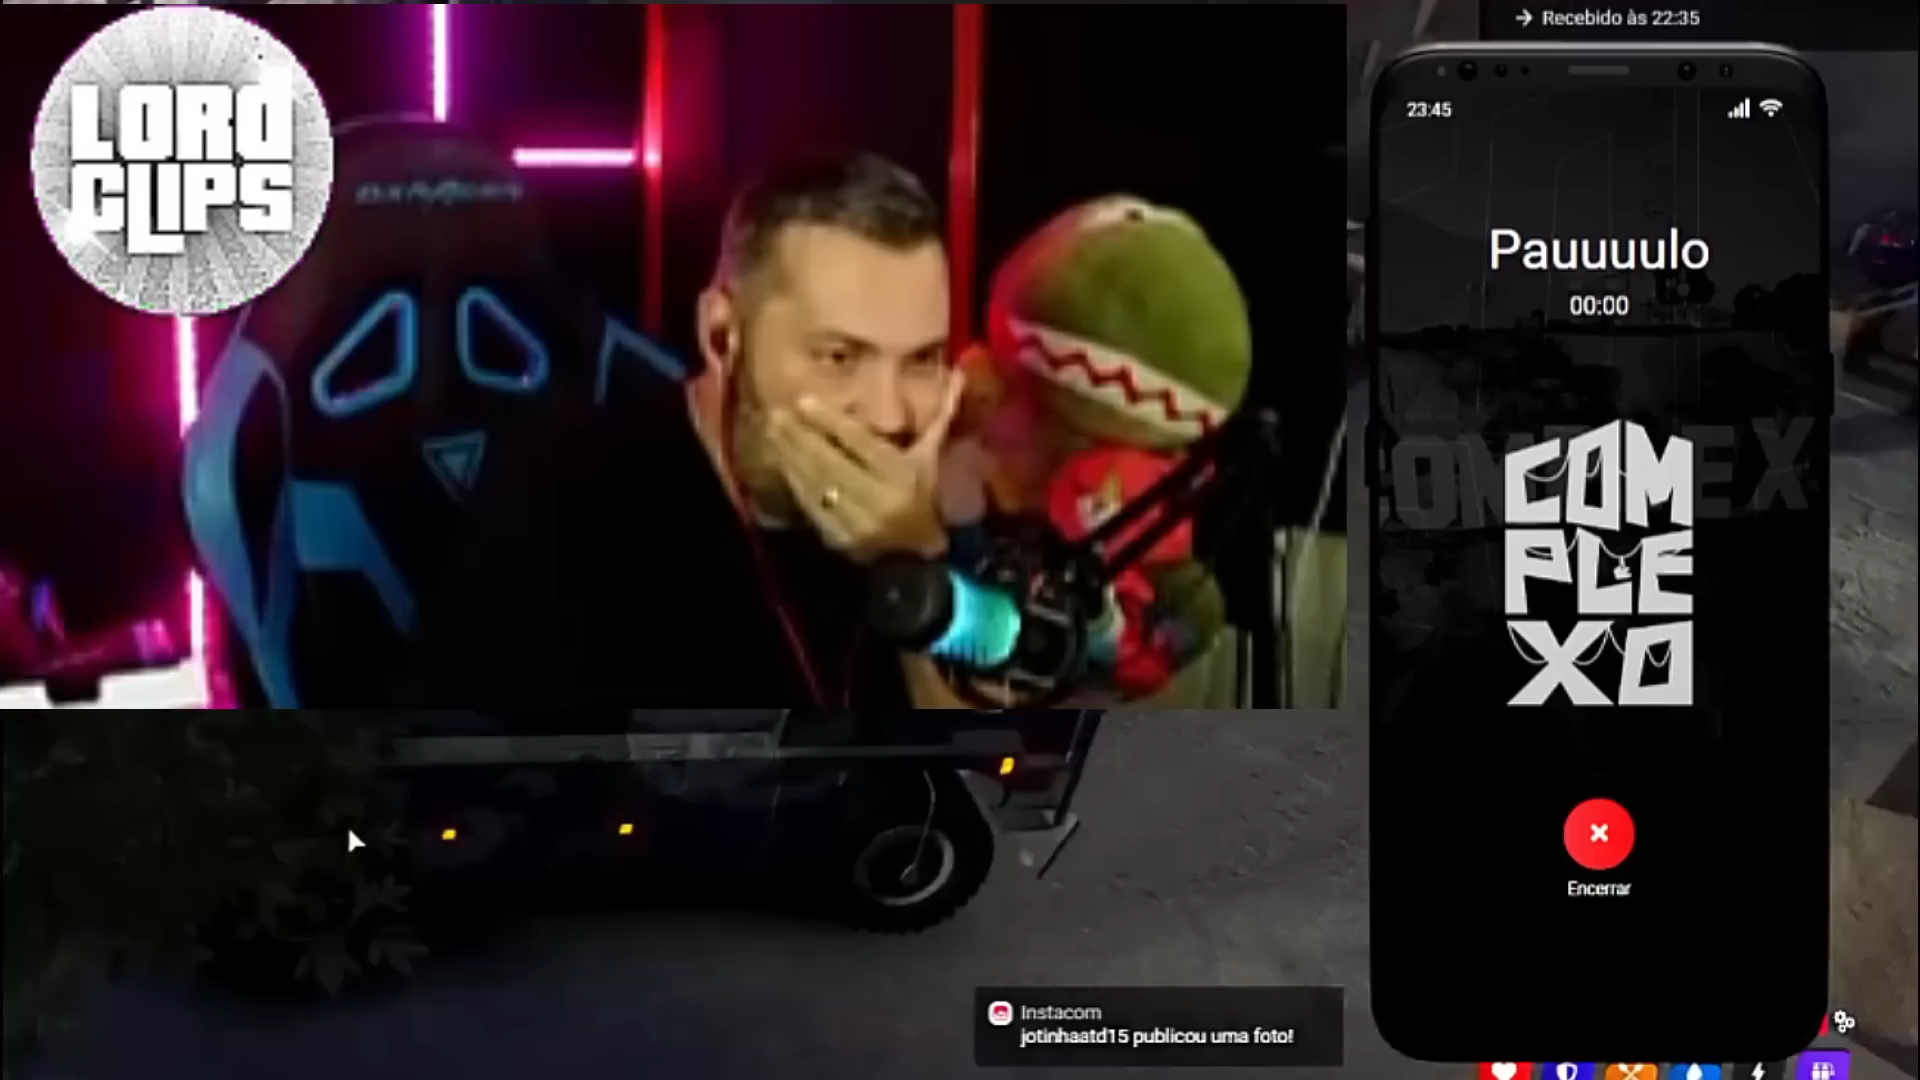 LORD
CLIPS
Recebido às 22:35
23:45
Pauuuulo
00:00
COM
PLE
XO
Encerrar
Instacom
jotinhaatd15 publicou uma foto!